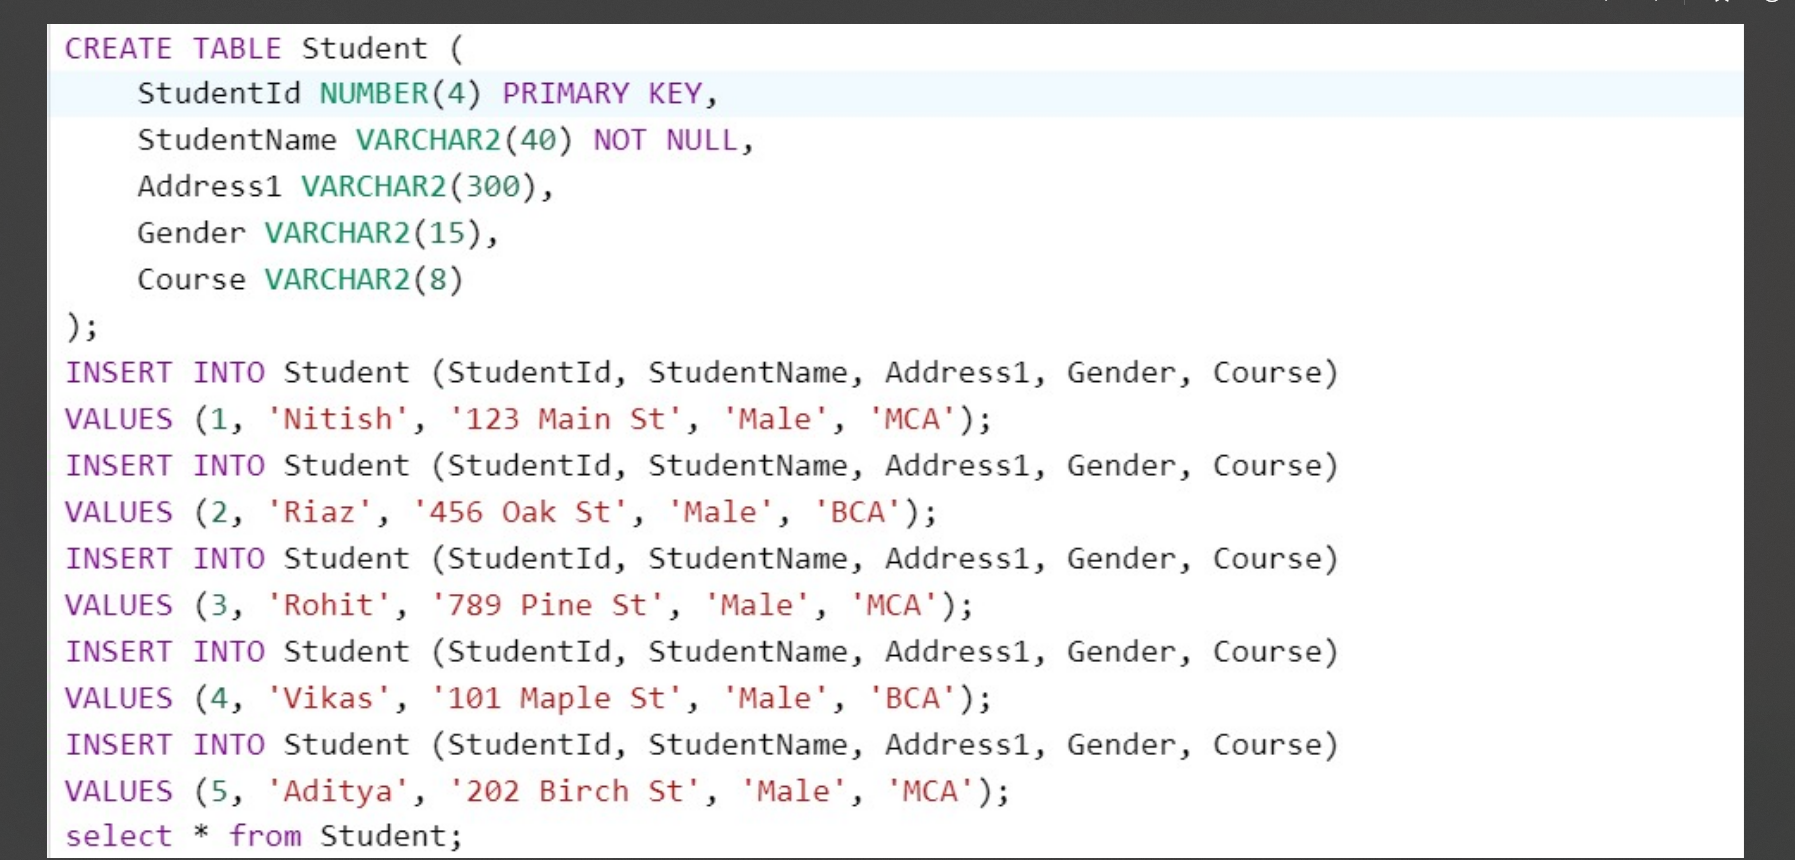 CREATE TABLE Student (
    StudentId NUMBER(4) PRIMARY KEY,
    StudentName VARCHAR2(40) NOT NULL,
    Address1 VARCHAR2(300),
    Gender VARCHAR2(15),
    Course VARCHAR2(8)
);
INSERT INTO Student (StudentId, StudentName, Address1, Gender, Course)
VALUES (1, 'Nitish', '123 Main St', 'Male', 'MCA');
INSERT INTO Student (StudentId, StudentName, Address1, Gender, Course)
VALUES (2, 'Riaz', '456 Oak St', 'Male', 'BCA');
INSERT INTO Student (StudentId, StudentName, Address1, Gender, Course)
VALUES (3, 'Rohit', '789 Pine St', 'Male', 'MCA');
INSERT INTO Student (StudentId, StudentName, Address1, Gender, Course)
VALUES (4, 'Vikas', '101 Maple St', 'Male', 'BCA');
INSERT INTO Student (StudentId, StudentName, Address1, Gender, Course)
VALUES (5, 'Aditya', '202 Birch St', 'Male', 'MCA');
select * from Student;